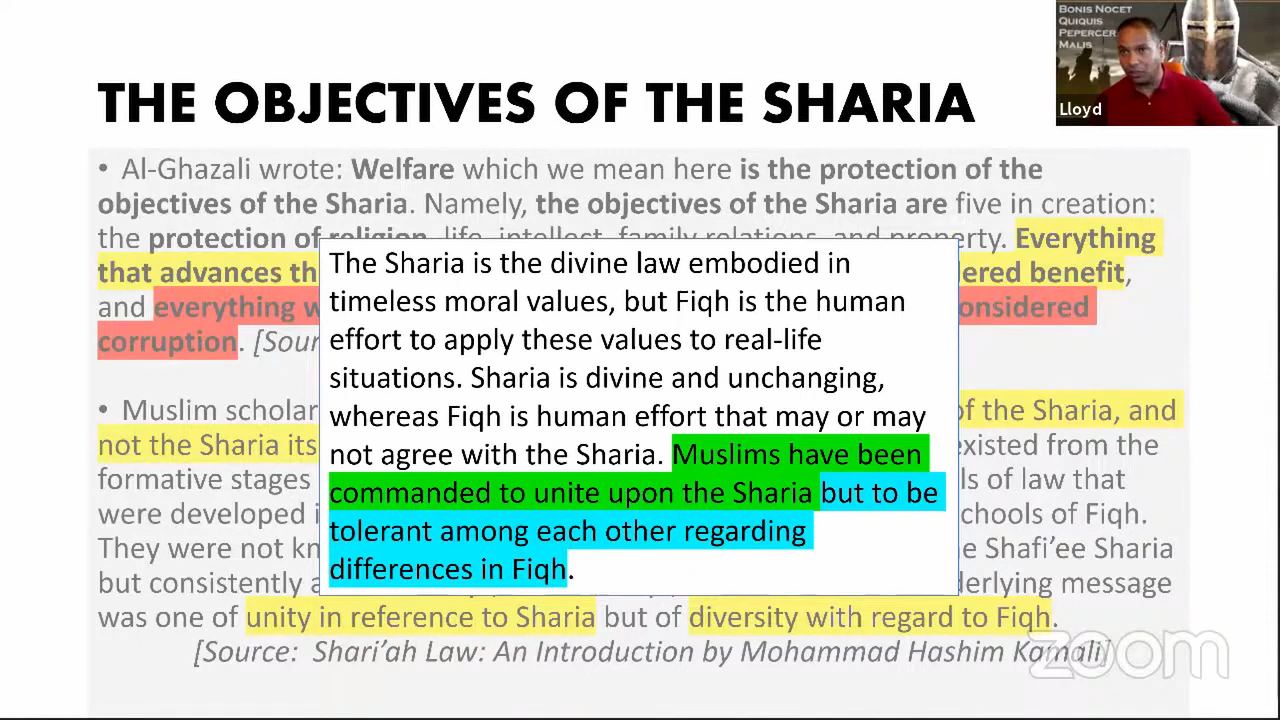 BONIS NOCET
QUIQUIS
PEPERCER
MALIS
Lloyd
THE OBJECTIVES OF THE SHARIA
• Al-Ghazali wrote: Welfare which we mean here is the protection of the
objectives of the Sharia. Namely, the objectives of the Sharia are five in creation:
the protection of religion, life, intellect, family relations, and property. Everything
that advances th
ered benefit,
and everything w
onsidered
corruption. [Sour
• Muslim scholar
of the Sharia, and
not the Sharia its
existed from the
formative stages
ls of law that
were developed i
chools of Fiqh.
They were not kn
e Shafi'ee Sharia
but consistently a
derlying message
was one of unity in reference to Sharia but of diversity with regard to Fiqh.
[Source: Shari'ah Law: An Introduction by Mohammad Hashim Kamali]
The Sharia is the divine law embodied in
timeless moral values, but Fiqh is the human
effort to apply these values to real-life
situations. Sharia is divine and unchanging,
whereas Fiqh is human effort that may or may
not agree with the Sharia. Muslims have been
commanded to unite upon the Sharia but to be
tolerant among each other regarding
differences in Fiqh.
zoom